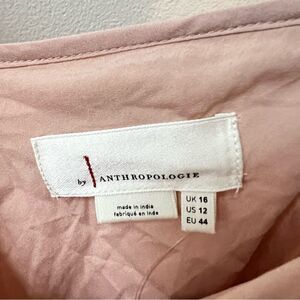 by ANTHROPOLOGIE
made in India
fabriqué en Inde
UK 16
US 12
EU 44